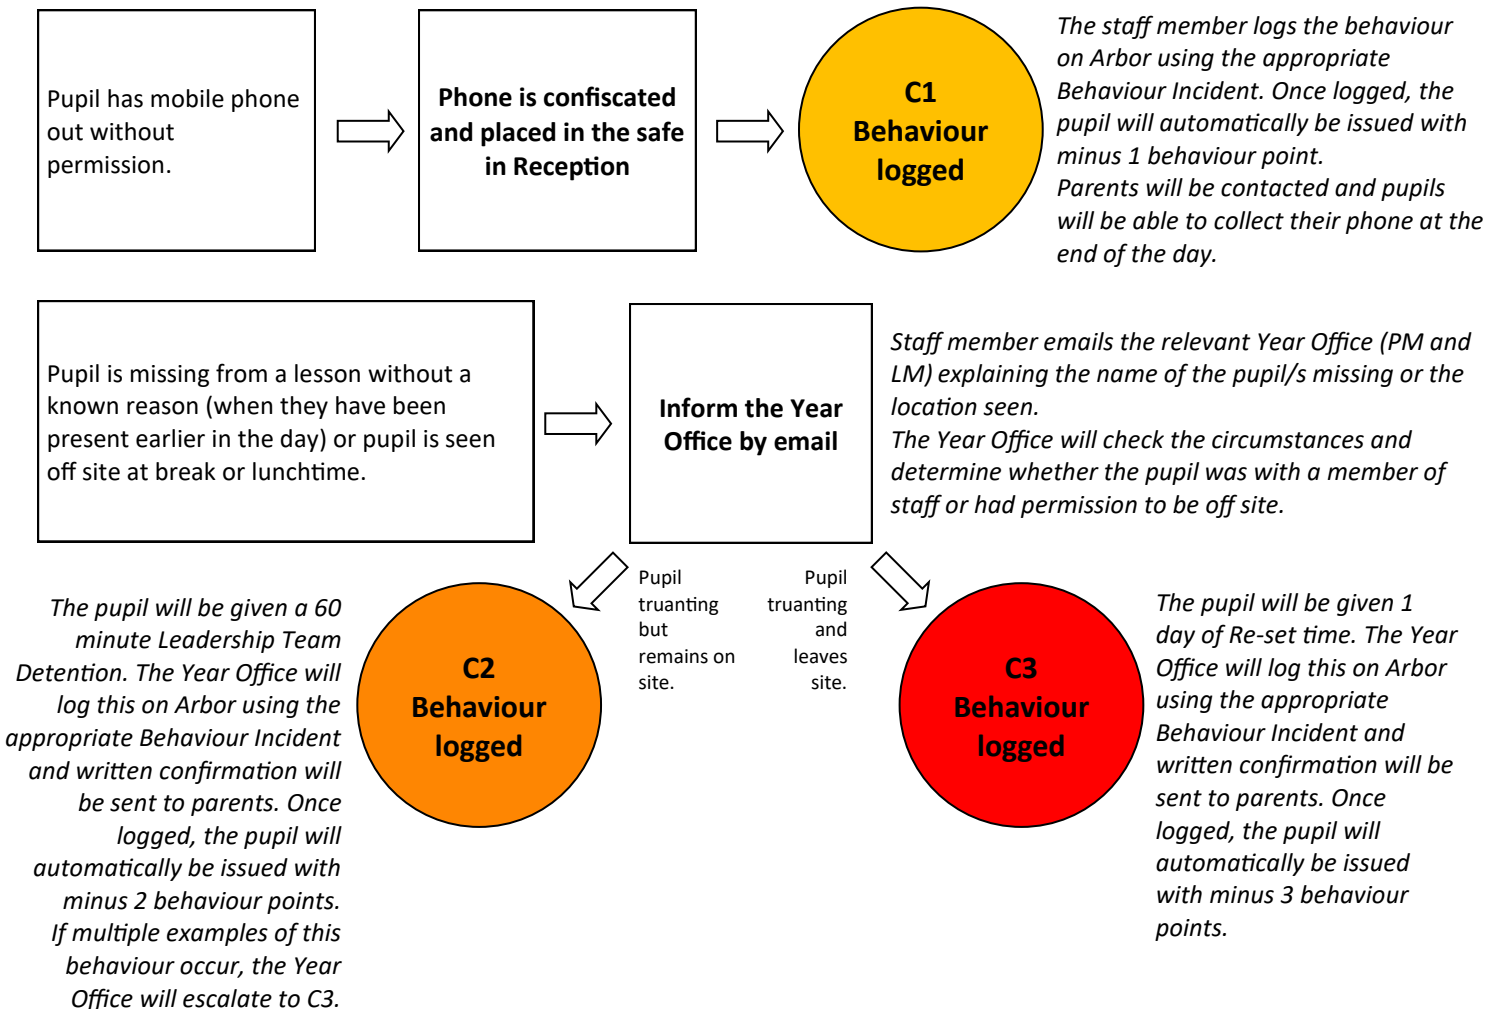 Pupil has mobile phone
out without
permission.
Phone is confiscated
and placed in the safe
in Reception
C1
Behaviour
logged
The staff member logs the behaviour
on Arbor using the appropriate
Behaviour Incident. Once logged, the
pupil will automatically be issued with
minus 1 behaviour point.
Parents will be contacted and pupils
will be able to collect their phone at the
end of the day.
Pupil is missing from a lesson without a
known reason (when they have been
present earlier in the day) or pupil is seen
off site at break or lunchtime.
Inform the Year
Office by email
Staff member emails the relevant Year Office (PM and
LM) explaining the name of the pupil/s missing or the
location seen.
The Year Office will check the circumstances and
determine whether the pupil was with a member of
staff or had permission to be off site.
Pupil
truanting
but
remains on
site.
Pupil
truanting
and
leaves
site.
The pupil will be given a 60
minute Leadership Team
Detention. The Year Office will
log this on Arbor using the
appropriate Behaviour Incident
and written confirmation will
be sent to parents. Once
logged, the pupil will
automatically be issued with
minus 2 behaviour points.
If multiple examples of this
behaviour occur, the Year
Office will escalate to C3.
C2
Behaviour
logged
C3
Behaviour
logged
The pupil will be given 1
day of Re-set time. The Year
Office will log this on Arbor
using the appropriate
Behaviour Incident and
written confirmation will be
sent to parents. Once
logged, the pupil will
automatically be issued
with minus 3 behaviour
points.